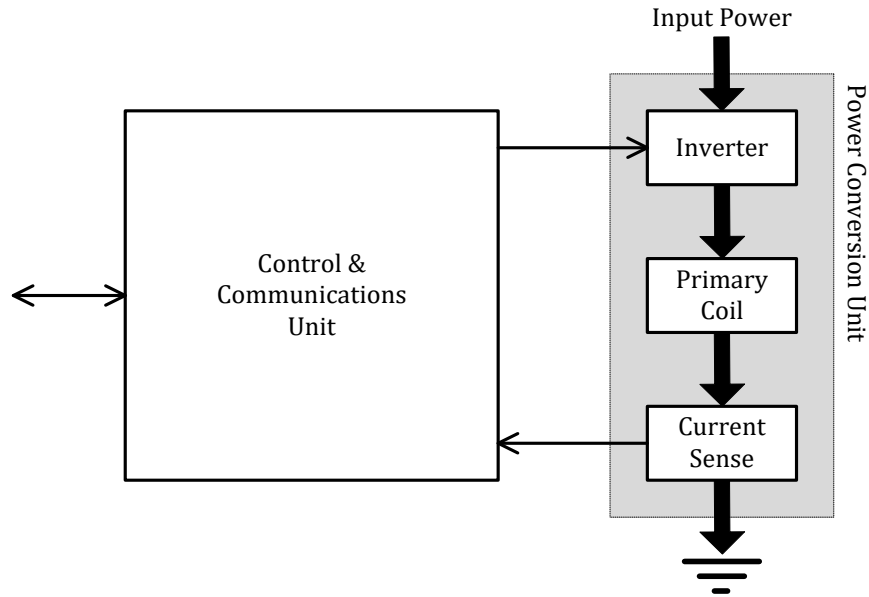 Input Power
Power Conversion Unit
Inverter
Control &
Communications
Unit
Primary
Coil
Current
Sense